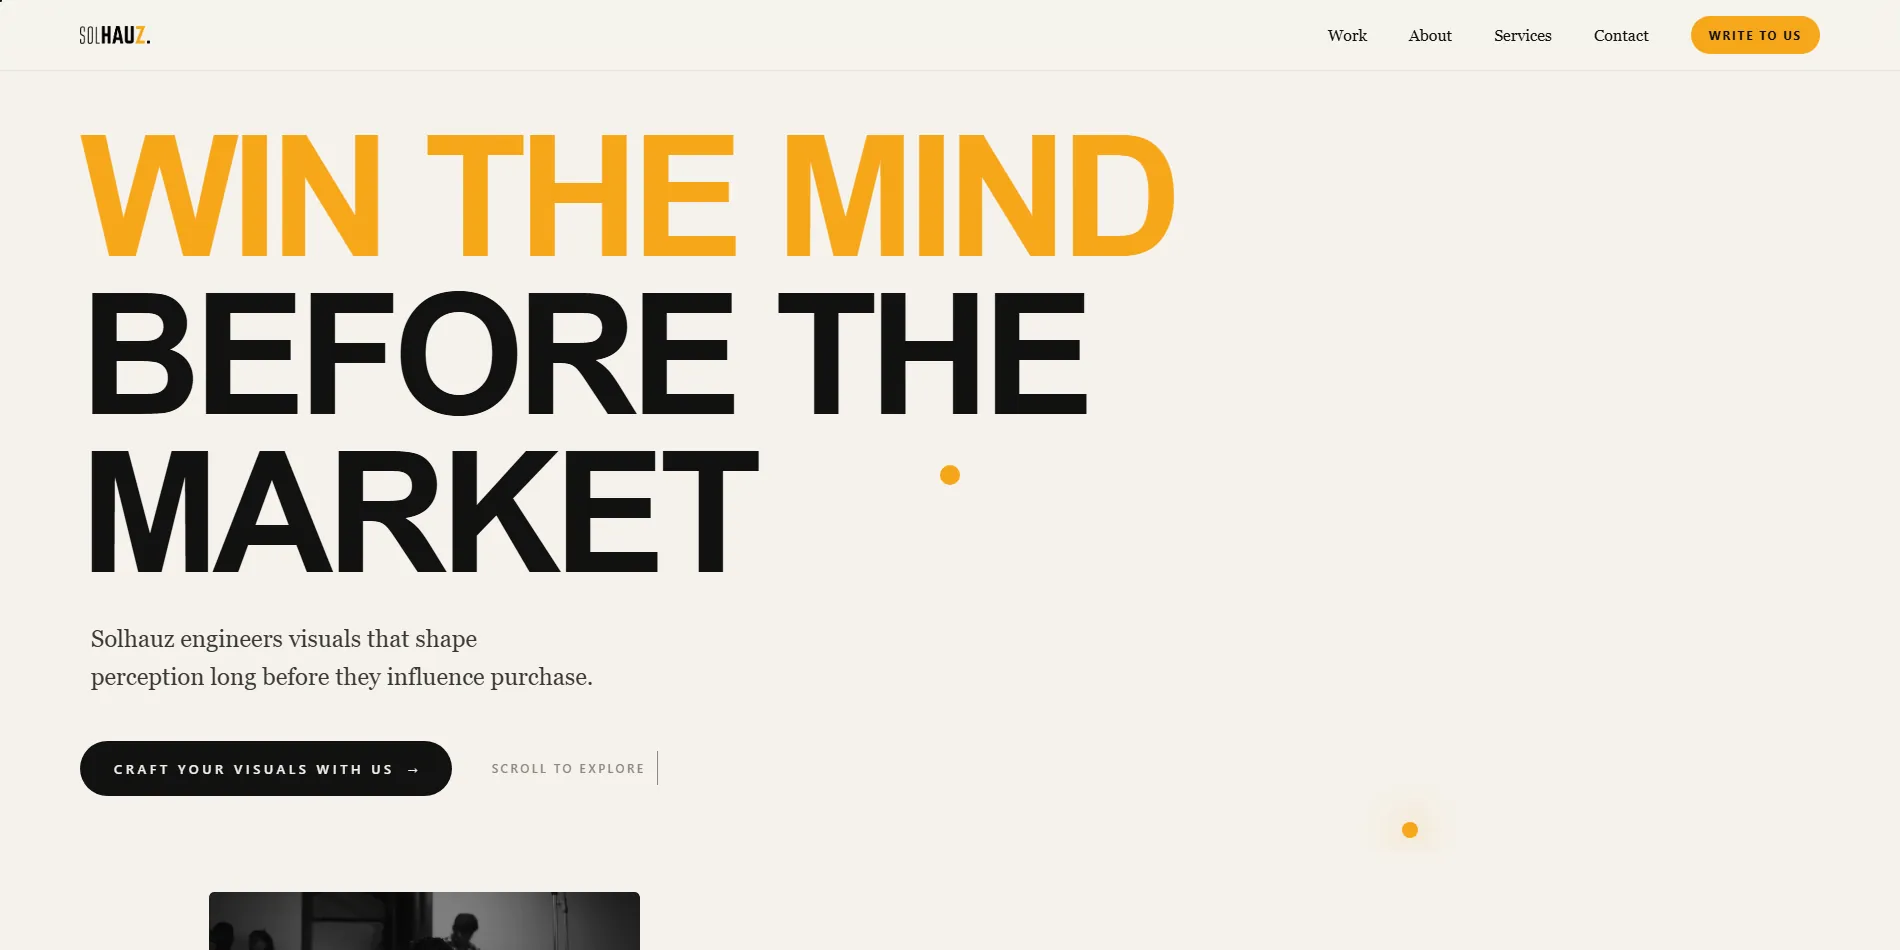 SOLHAUZ.
Work About Services Contact WRITE TO US
WIN THE MIND
BEFORE THE
MARKET
Solhauz engineers visuals that shape
perception long before they influence purchase.
CRAFT YOUR VISUALS WITH US →
SCROLL TO EXPLORE